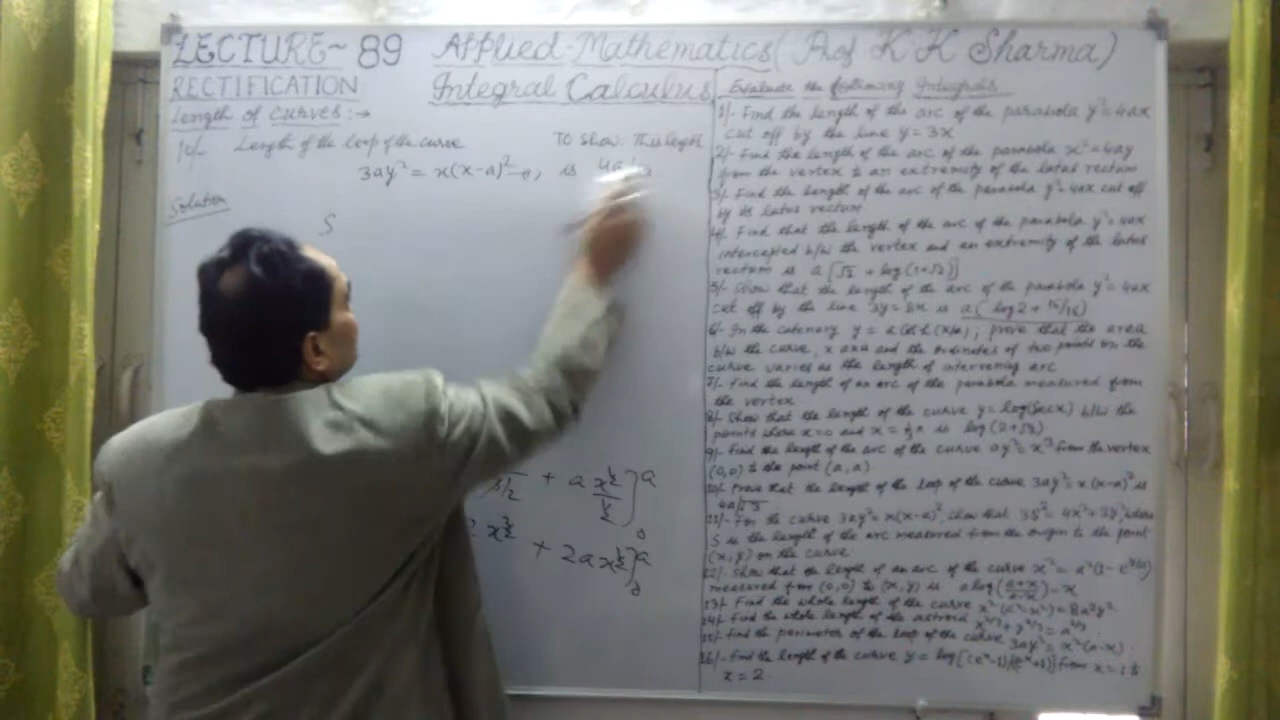 LECTURE~89 Applied-Mathematics (Prof K K Sharma)
RECTIFICATION Integral Calculus
Length of curves:→
10/- Length of the loop of the curve To show This length
3ay² = x(x-a)² —(1) is
Solution
S
+ a x^½/½ ]ₒᵃ
x^3/2 + 2ax^½ ]ₒᵃ
Evaluate the following Integrals
1/- Find the length of the arc of the parabola y²=4ax
cut off by the line y=3x
2/- Find the length of the arc of the parabola x²=4ay
from the vertex to an extremity of the latus rectum
3/- Find the length of the arc of the parabola y²=4ax cut off
by its latus rectum
4/- Find that the length of the arc of the parabola y²=4ax
intercepted b/w the vertex and an extremity of the latus
rectum is a[√2 + log(1+√2)]
5/- Show that the length of the arc of the parabola y²=4ax
cut off by the line 3y=8x is a(log2 + 15/16)
6/- In the catenary y = a cosh(x/a), prove that the area
b/w the curve, x axis and the ordinates of two points on the
curve varies as the length of intervening arc
7/- Find the length of an arc of the parabola measured from
the vertex
8/- Show that the length of the curve y=log(secx) b/w the
points where x=0 and x=⅓π is log(2+√3)
9/- Find the length of the arc of the curve ay²=x³ from the vertex
(0,0) to the point (a,a).
10/- Prove that the length of the loop of the curve 3ay²=x(x-a)² is
4a/√3
11/- For the curve 3ay²=x(x-a)², show that 3S²=4x²+3y², where
S is the length of the arc measured from the origin to the point
(x,y) on the curve
12/- Show that the length of an arc of the curve x²=a²(1-e^y/a)
measured from (0,0) to (x,y) is a log(a+x/a-x) - x
13/- Find the whole length of the curve x²(a²-x²)=8a²y²
14/- Find the whole length of the astroid x^2/3+y^2/3=a^2/3
15/- Find the perimeter of the loop of the curve 3ay²=x²(a-x).
16/- Find the length of the curve y=log[(e^x-1)/(e^x+1)] from x=1 to
x=2.